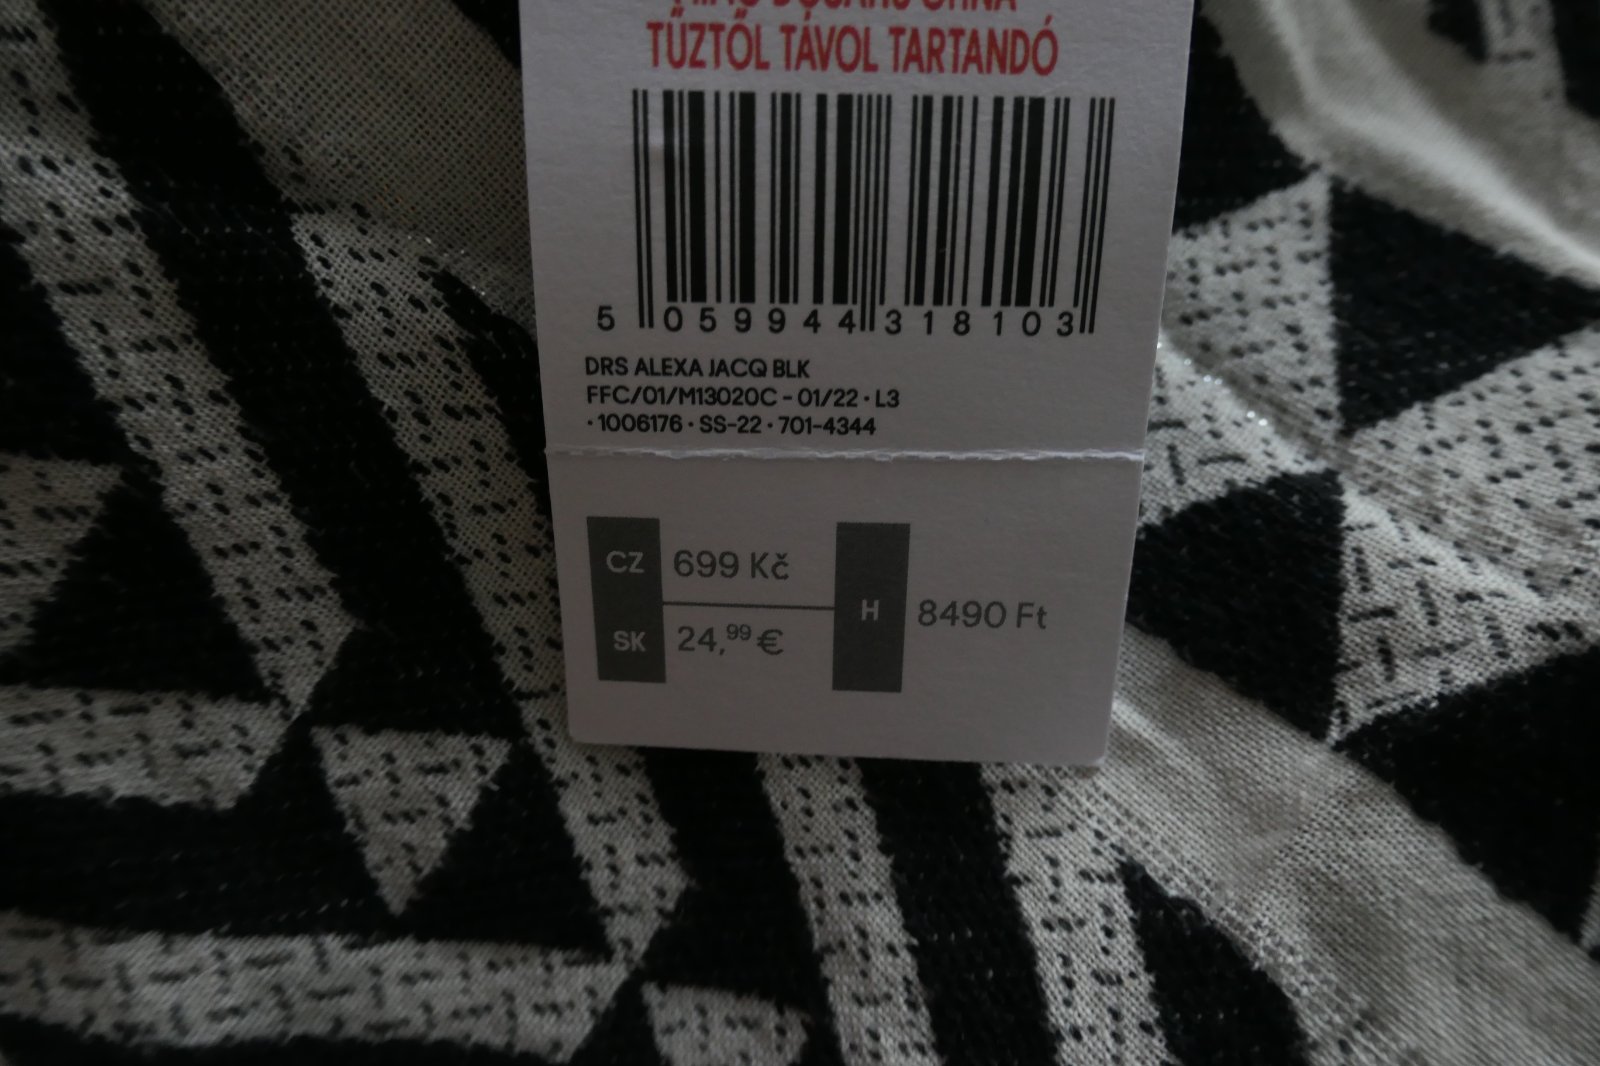 TŰZTŐL TÁVOL TARTANDÓ
5 059944 318103
DRS ALEXA JACQ BLK
FFC/01/M13020C - 01/22 · L3
· 1006176 · SS-22 · 701-4344
CZ 699 Kč
SK 24,99 €
H 8490 Ft